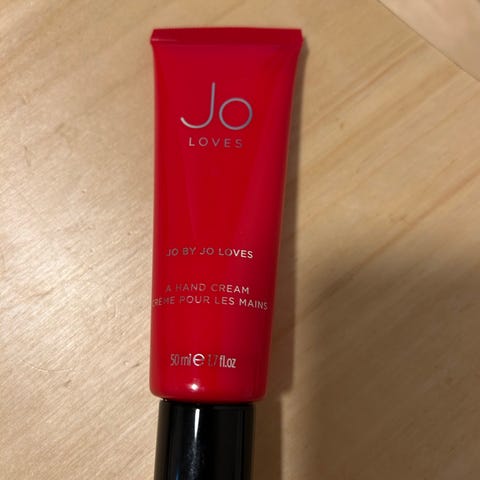 Jo
LOVES
JO BY JO LOVES
A HAND CREAM
CRÈME POUR LES MAINS
50 ml e 1.7 fl.oz